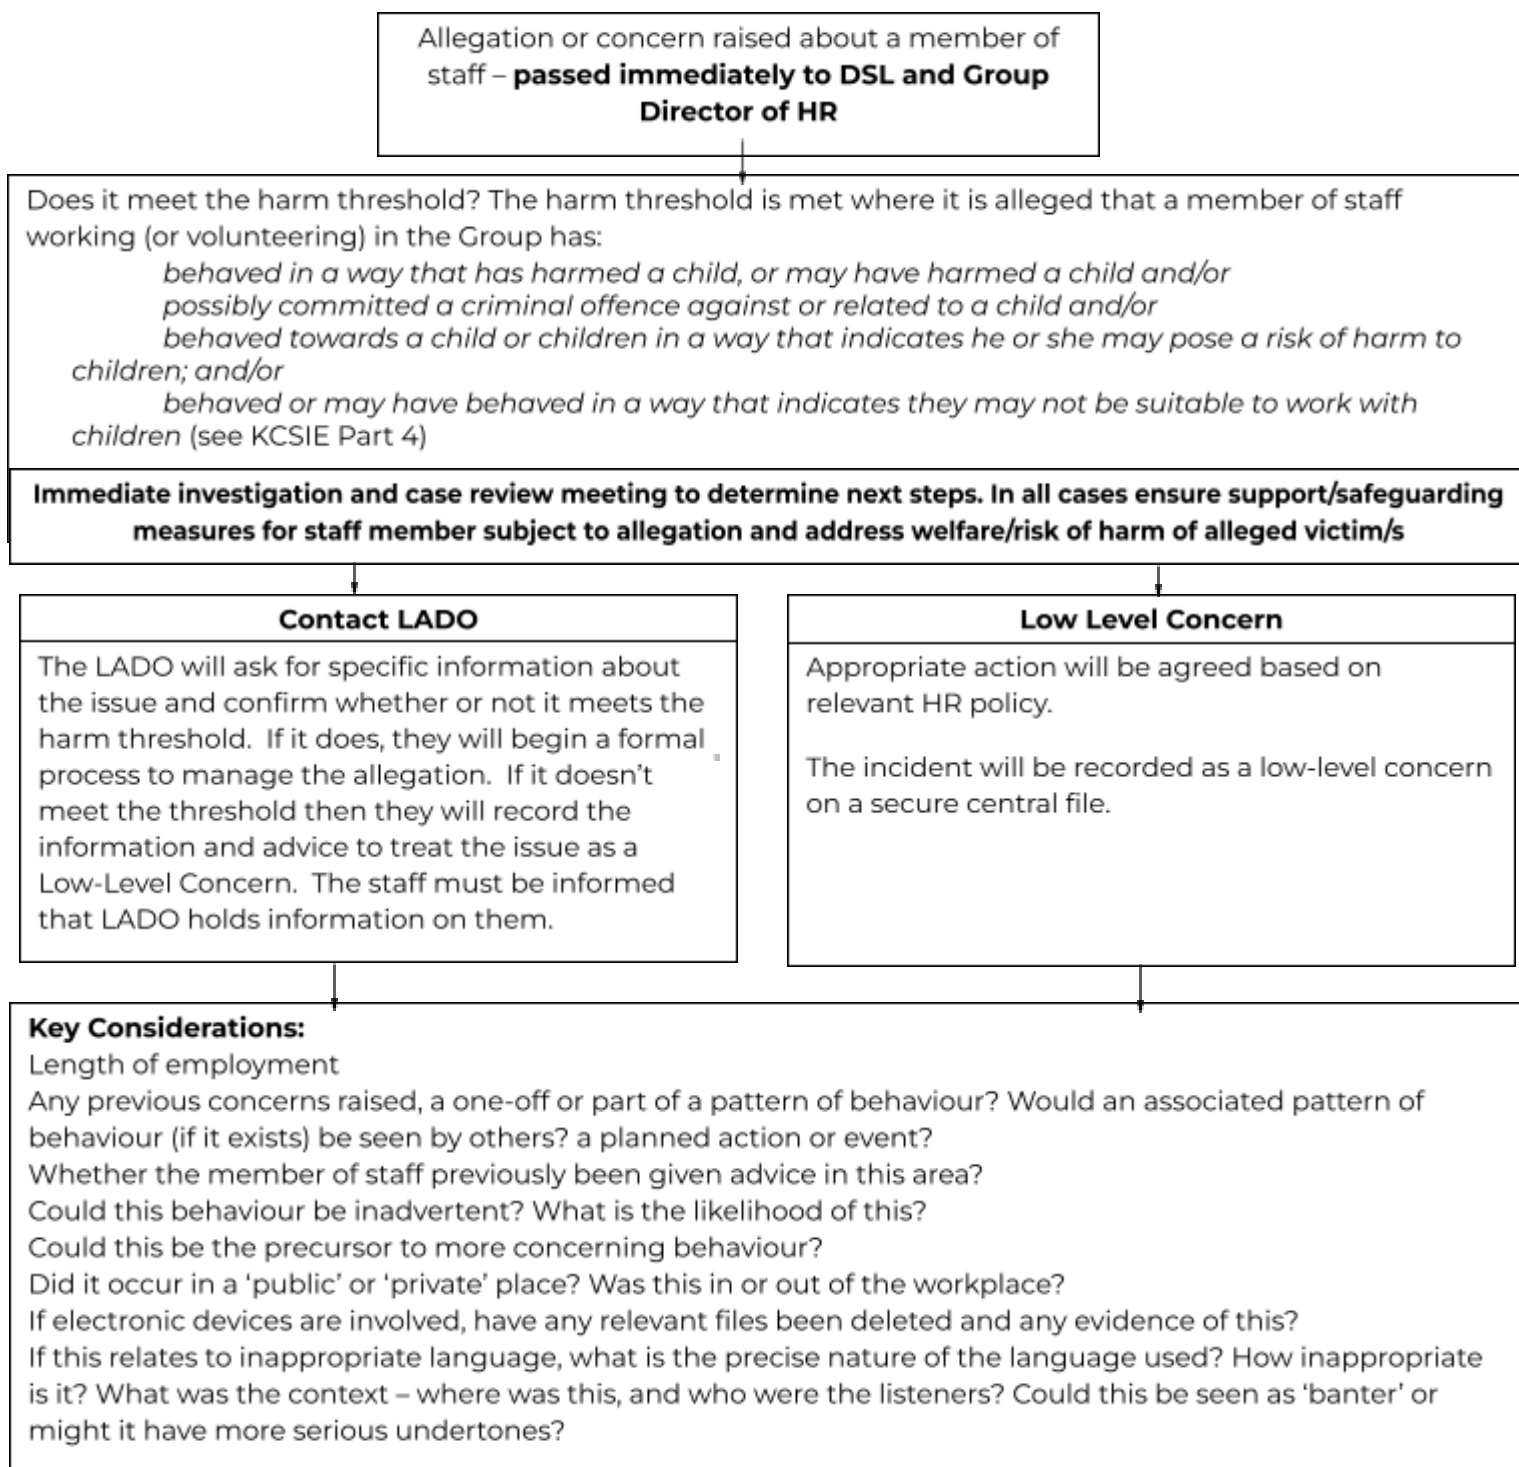 Allegation or concern raised about a member of
staff – passed immediately to DSL and Group
Director of HR
Does it meet the harm threshold? The harm threshold is met where it is alleged that a member of staff
working (or volunteering) in the Group has:
behaved in a way that has harmed a child, or may have harmed a child and/or
possibly committed a criminal offence against or related to a child and/or
behaved towards a child or children in a way that indicates he or she may pose a risk of harm to
children; and/or
behaved or may have behaved in a way that indicates they may not be suitable to work with
children (see KCSIE Part 4)
Immediate investigation and case review meeting to determine next steps. In all cases ensure support/safeguarding
measures for staff member subject to allegation and address welfare/risk of harm of alleged victim/s
Contact LADO
The LADO will ask for specific information about
the issue and confirm whether or not it meets the
harm threshold.  If it does, they will begin a formal
process to manage the allegation.  If it doesn’t
meet the threshold then they will record the
information and advice to treat the issue as a
Low-Level Concern.  The staff must be informed
that LADO holds information on them.
Low Level Concern
Appropriate action will be agreed based on
relevant HR policy.
The incident will be recorded as a low-level concern
on a secure central file.
Key Considerations:
Length of employment
Any previous concerns raised, a one-off or part of a pattern of behaviour? Would an associated pattern of
behaviour (if it exists) be seen by others? a planned action or event?
Whether the member of staff previously been given advice in this area?
Could this behaviour be inadvertent? What is the likelihood of this?
Could this be the precursor to more concerning behaviour?
Did it occur in a ‘public’ or ‘private’ place? Was this in or out of the workplace?
If electronic devices are involved, have any relevant files been deleted and any evidence of this?
If this relates to inappropriate language, what is the precise nature of the language used? How inappropriate
is it? What was the context – where was this, and who were the listeners? Could this be seen as ‘banter’ or
might it have more serious undertones?